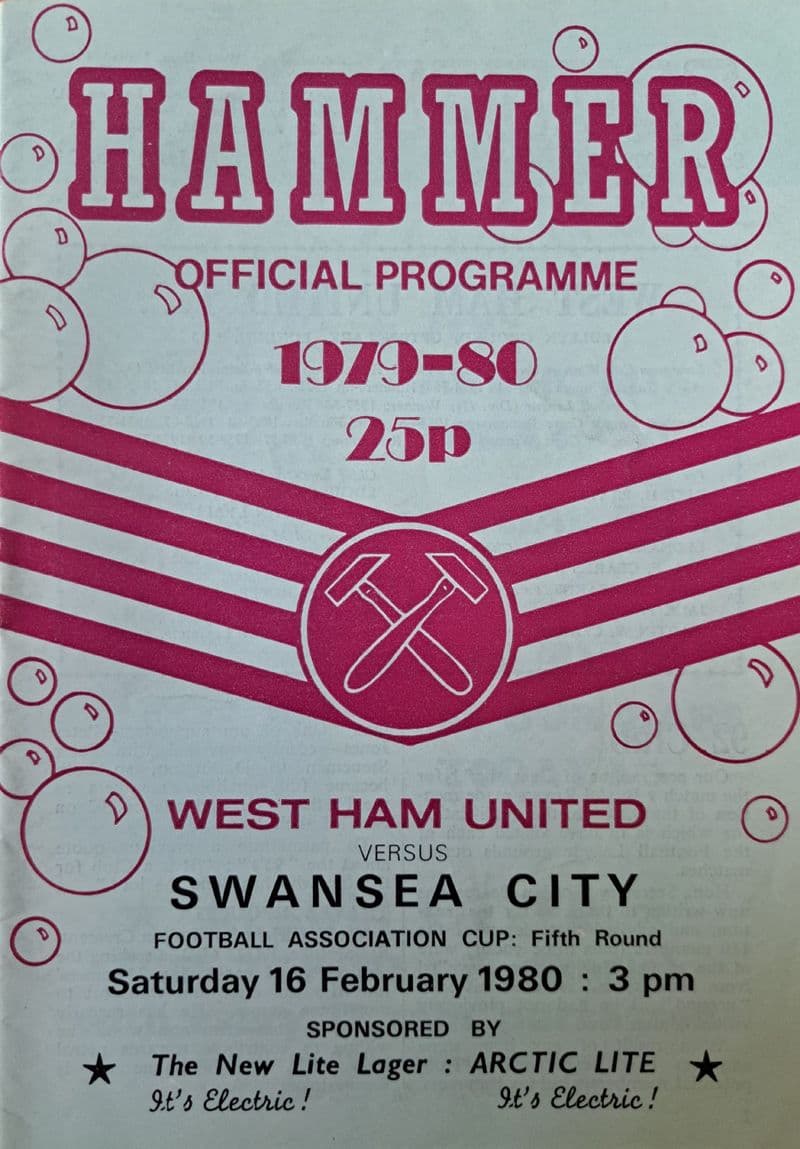 HAMMER
OFFICIAL PROGRAMME
1979-80
25p
WEST HAM UNITED
VERSUS
SWANSEA CITY
FOOTBALL ASSOCIATION CUP: Fifth Round
Saturday 16 February 1980 : 3 pm
SPONSORED BY
★ The New Lite Lager : ARCTIC LITE ★
It's Electric! It's Electric!